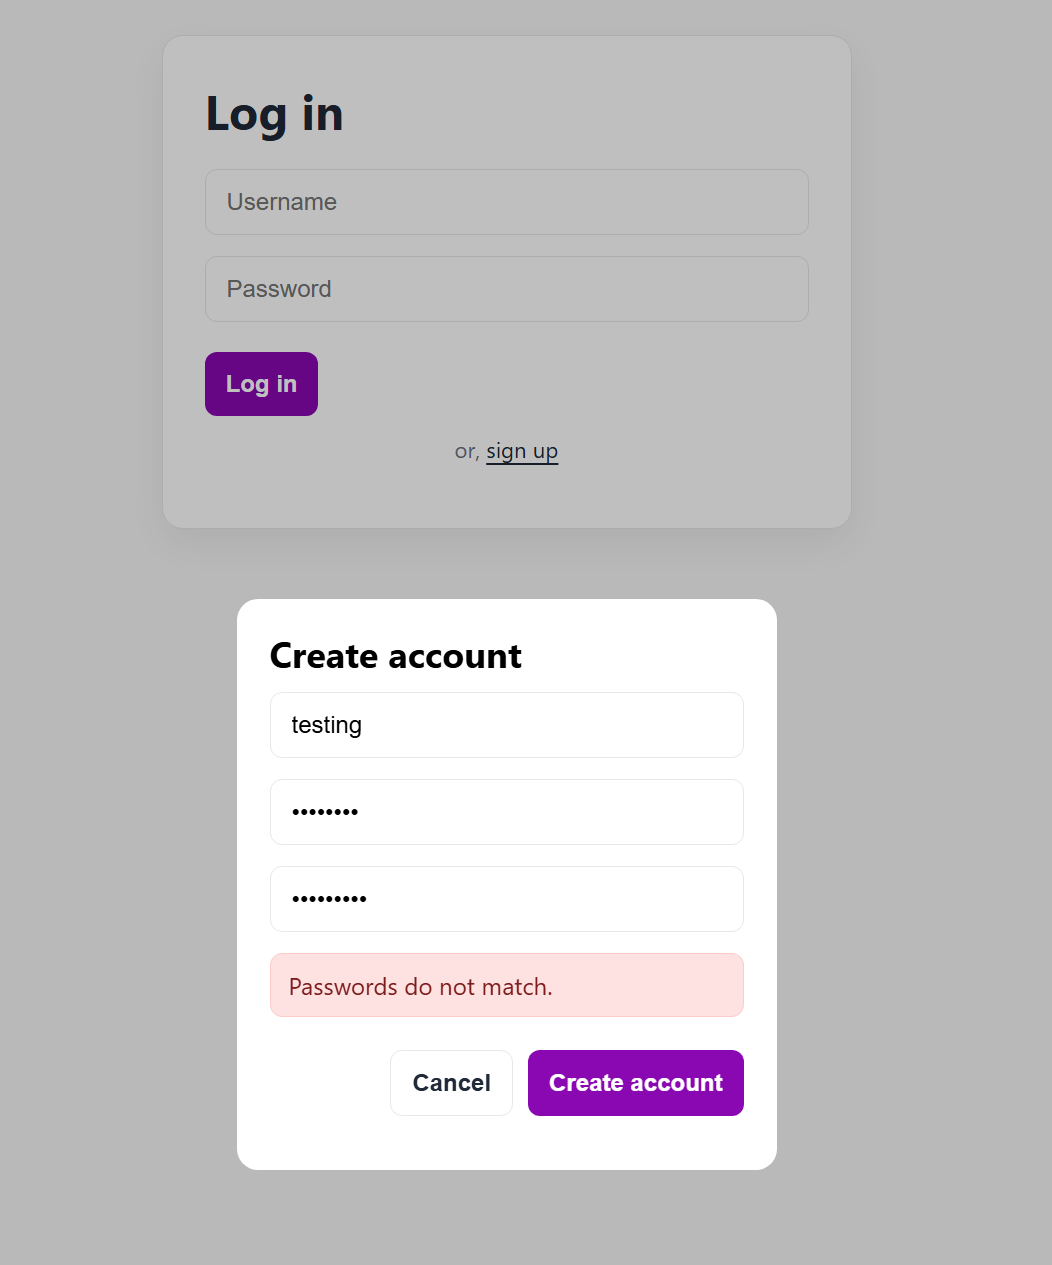 Log in
Username
Password
Log in
or, sign up
Create account
testing
••••••••
•••••••••
Passwords do not match.
Cancel
Create account